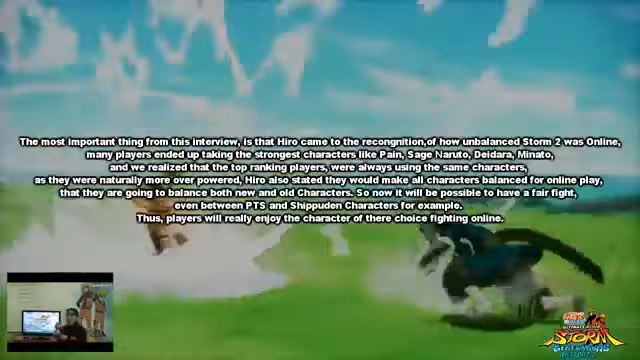 The most important thing from this interview, is that Hiro came to the recongnition,of how unbalanced Storm 2 was Online,
many players ended up taking the strongest characters like Pain, Sage Naruto, Deidara, Minato,
and we realized that the top ranking players, were always using the same characters,
as they were naturally more over powered, Hiro also stated they would make all characters balanced for online play,
that they are going to balance both new and old Characters. So now it will be possible to have a fair fight,
even between PTS and Shippuden Characters for example.
Thus, players will really enjoy the character of there choice fighting online.
STORM
GENERATIONS